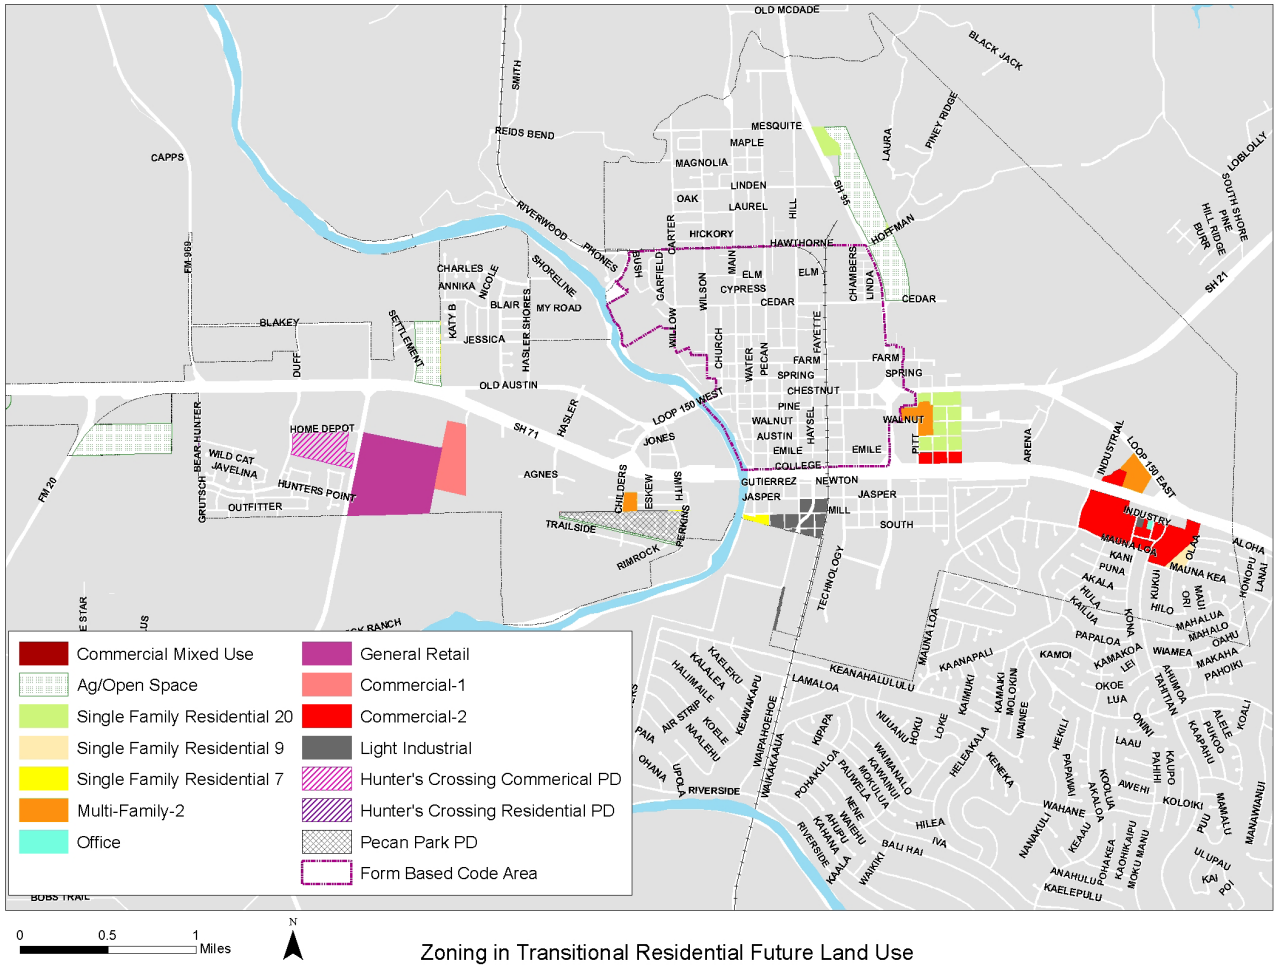 OLD MCDADE
BLACK JACK
SMITH
PINEY RIDGE
LAURA
REIDS BEND
MESQUITE
MAPLE
MAGNOLIA
LOBLOLLY
CAPPS
LINDEN
OAK
LAUREL
HILL
SH 95
SOUTH SHORE
PINE
HILL RIDGE
BURR
RIVERWOOD
CARTER
HICKORY
HAWTHORNE
HOFFMAN
FM 969
PHONES
BUSH
GARFIELD
MAIN
ELM
ELM
CHAMBERS
LINDA
SH 21
CHARLES
NICOLE
ANNIKA
SHORELINE
WILSON
CYPRESS
CEDAR
CEDAR
BLAIR
MY ROAD
KATY B
HASLER SHORES
JESSICA
BLAKEY
SETTLEMENT
WILLOW
CHURCH
WATER
PECAN
FAYETTE
DUFF
FARM
FARM
SPRING
SPRING
OLD AUSTIN
CHESTNUT
LOOP 150 WEST
PINE
WALNUT
WALNUT
HAYSEL
AUSTIN
HASLER
SH 71
JONES
EMILE
EMILE
COLLEGE
PITT
ARENA
INDUSTRIAL
LOOP 150 EAST
HOME DEPOT
BEAR HUNTER
WILD CAT
JAVELINA
HUNTERS POINT
GRUTSCH
OUTFITTER
FM 20
AGNES
CHILDERS
ESKEW
SMITH
PERKINS
TRAILSIDE
RIMROCK
GUTIERREZ
NEWTON
JASPER
JASPER
MILL
SOUTH
TECHNOLOGY
INDUSTRY
MAUNA LOA
OLAA
ALOHA
KANI
PUNA
MAUNA KEA
AKALA
HULA
KAILUA
KUKUI
HILO
ORI
MAUI
HONOPU
LANAI
KONA
MAHALUA
MAHALO
OAHU
MAKAHA
PAHOIKI
PAPALOA
KAMAKOA
LEI
WIAMEA
KAMOI
MAUNA LOA
KAANAPALI
KEANAHALULULU
LAMALOA
KAELEKU
KALALEA
HALIIMAILE
AIR STRIP
KOELE
NAALEHU
KEAWAKAPU
PAIA
OHANA
UPOLA
RIVERSIDE
WAIPAHOEHOE
WAIKAKAAUA
KIPAPA
NUUANU
HOKU
LOKE
KAIMUKI
KAMAIKI
MOLOKINI
WAINEE
HELEAKALA
KENEKA
HEKILI
OKOE
LUA
AHUMOA
TAHITIAN
ONINI
LAAU
KAUPO
PAHIHI
ALELE
PUKOO
KAAPAHU
KOALI
POHAKULOA
WAIMANALO
KAWAINUI
MOKULUA
PAUWELA
NENE
WAIEHU
AHUPU
KAHANA
RIVERSIDE
KAALA
WAIKIKI
BALI HAI
HILEA
IVA
NANAKULI
WAHANE
PAPAWAI
KOOLUA
AKALOA
AWEHI
KOLOIKI
KEAAU
POHAKEA
KAOHIKAIPU
MOKU MANU
PUU
MAMALU
MANAWANUI
ULUPAU
KAI
POI
ANAHULU
KAELEPULU
E STAR
LUS
CK RANCH
ERS
BOBS TRAIL
Commercial Mixed Use
Ag/Open Space
Single Family Residential 20
Single Family Residential 9
Single Family Residential 7
Multi-Family-2
Office
General Retail
Commercial-1
Commercial-2
Light Industrial
Hunter's Crossing Commerical PD
Hunter's Crossing Residential PD
Pecan Park PD
Form Based Code Area
0 0.5 1
Miles
N
Zoning in Transitional Residential Future Land Use